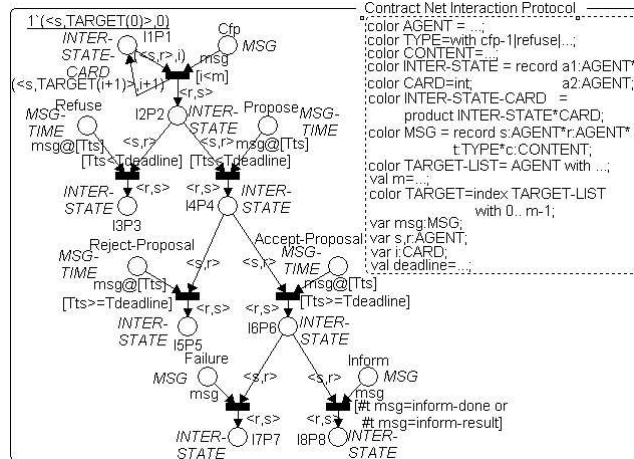 Contract Net Interaction Protocol
1`(<s,TARGET(0)>,0)
I1P1
Cfp
INTER-
STATE-
CARD
(<s,r>,i)
msg
MSG
[i<m]
(<s,TARGET(i+1)>,i+1)
<r,s>
Refuse
I2P2
INTER-
STATE
Propose
MSG-
TIME
MSG-
TIME
msg@[Tts]
<s,r>
<s,r>
msg@[Tts]
[Tts<Tdeadline]
[Tts<Tdeadline]
INTER-
STATE
<r,s>
INTER-
STATE
<r,s>
I3P3
I4P4
Reject-Proposal
Accept-Proposal
MSG-
TIME
<s,r>
<s,r>
MSG-
TIME
msg@[Tts]
msg@[Tts]
[Tts>=Tdeadline]
[Tts>=Tdeadline]
<r,s>
<r,s>
INTER-
STATE
I5P5
I6P6
INTER-
STATE
Failure
Inform
MSG
<s,r>
<s,r>
MSG
msg
msg
<r,s>
<r,s>
[#t msg=inform-done or
#t msg=inform-result]
INTER-
STATE
I7P7
I8P8
INTER-
STATE
color AGENT = ...;
color TYPE=with cfp-1|refuse|...;
color CONTENT=...;
color INTER-STATE = record a1:AGENT*
a2:AGENT;
color CARD=int;
color INTER-STATE-CARD =
product INTER-STATE*CARD;
color MSG = record s:AGENT*r:AGENT*
t:TYPE*c:CONTENT;
color TARGET-LIST= AGENT with ...;
val m=...;
color TARGET=index TARGET-LIST
with 0.. m-1;
var msg:MSG;
var s,r:AGENT;
var i:CARD;
val deadline=...;